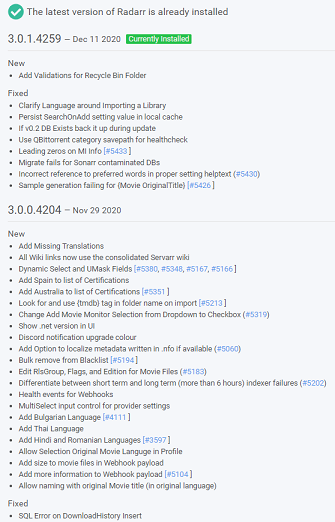 The latest version of Radarr is already installed
3.0.1.4259 — Dec 11 2020 Currently Installed
New
Add Validations for Recycle Bin Folder
Fixed
Clarify Language around Importing a Library
Persist SearchOnAdd setting value in local cache
If v0.2 DB Exists back it up during update
Use QBittorrent category savepath for healthcheck
Leading zeros on MI Info [#5433 ]
Migrate fails for Sonarr contaminated DBs
Incorrect reference to preferred words in proper setting helptext (#5430)
Sample generation failing for {Movie OriginalTitle} [#5426 ]
3.0.0.4204 — Nov 29 2020
New
Add Missing Translations
All Wiki links now use the consolidated Servarr wiki
Dynamic Select and UMask Fields [#5380, #5348, #5167, #5166 ]
Add Spain to list of Certifications
Add Australia to list of Certifications [#5351 ]
Look for and use {tmdb} tag in folder name on import [#5213 ]
Change Add Movie Monitor Selection from Dropdown to Checkbox (#5319)
Show .net version in UI
Discord notification upgrade colour
Add Option to localize metadata written in .nfo if available (#5060)
Bulk remove from Blacklist [#5194 ]
Edit RlsGroup, Flags, and Edition for Movie Files (#5183)
Differentiate between short term and long term (more than 6 hours) indexer failures (#5202)
Health events for Webhooks
MultiSelect input control for provider settings
Add Bulgarian Language [#4111 ]
Add Thai Language
Add Hindi and Romanian Languages [#3597 ]
Allow Selection Original Movie Languge in Profile
Add size to movie files in Webhook payload
Add more information to Webhook payload [#5104 ]
Allow naming with original Movie title (in original language)
Fixed
SQL Error on DownloadHistory Insert